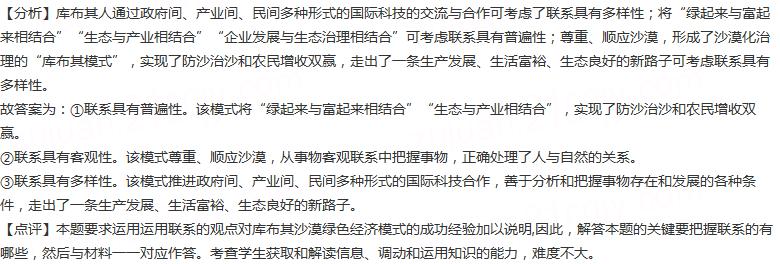 【分析】库布其人通过政府间、产业间、民间多种形式的国际科技的交流与合作可考虑了联系具有多样性；将“绿起来与富起
来相结合”“生态与产业相结合”“企业发展与生态治理相结合”可考虑联系具有普遍性；尊重、顺应沙漠，形成了沙漠化治
理的“库布其模式”，实现了防沙治沙和农民增收双赢，走出了一条生产发展、生活富裕、生态良好的新路子可考虑联系具有
多样性。
故答案为：①联系具有普遍性。该模式将“绿起来与富起来相结合”“生态与产业相结合”，实现了防沙治沙和农民增收双
赢。
②联系具有客观性。该模式尊重、顺应沙漠，从事物客观联系中把握事物，正确处理了人与自然的关系。
③联系具有多样性。该模式推进政府间、产业间、民间多种形式的国际科技合作，善于分析和把握事物存在和发展的各种条
件，走出了一条生产发展、生活富裕、生态良好的新路子。
【点评】本题要求运用运用联系的观点对库布其沙漠绿色经济模式的成功经验加以说明,因此，解答本题的关键要把握联系的有
哪些，然后与材料一一对应作答。考查学生获取和解读信息、调动和运用知识的能力，难度不大。